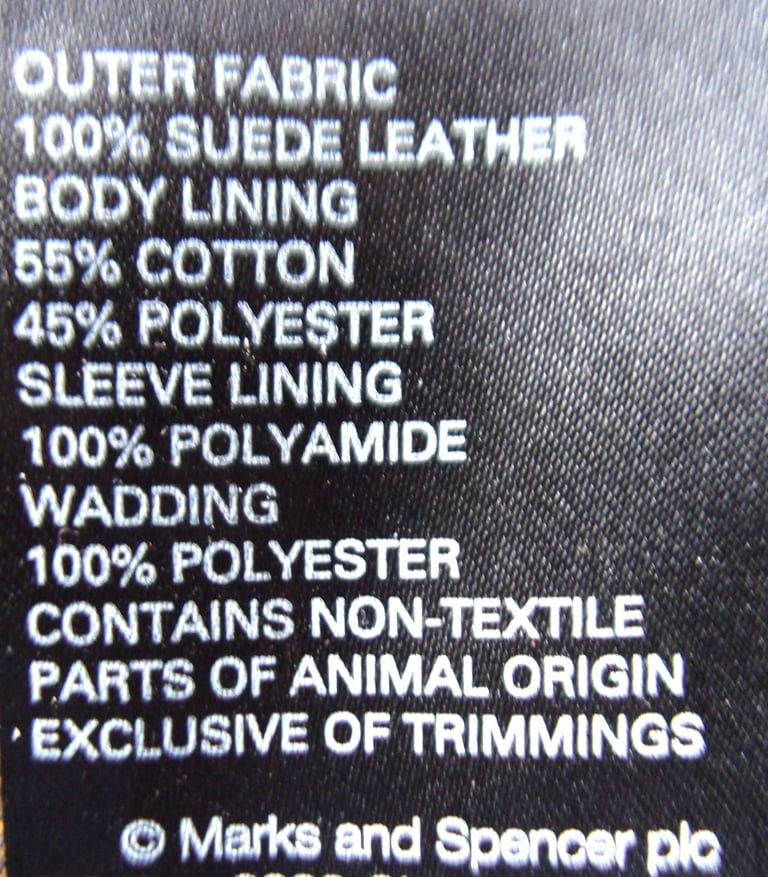 OUTER FABRIC
100% SUEDE LEATHER
BODY LINING
55% COTTON
45% POLYESTER
SLEEVE LINING
100% POLYAMIDE
WADDING
100% POLYESTER
CONTAINS NON-TEXTILE
PARTS OF ANIMAL ORIGIN
EXCLUSIVE OF TRIMMINGS
© Marks and Spencer plc